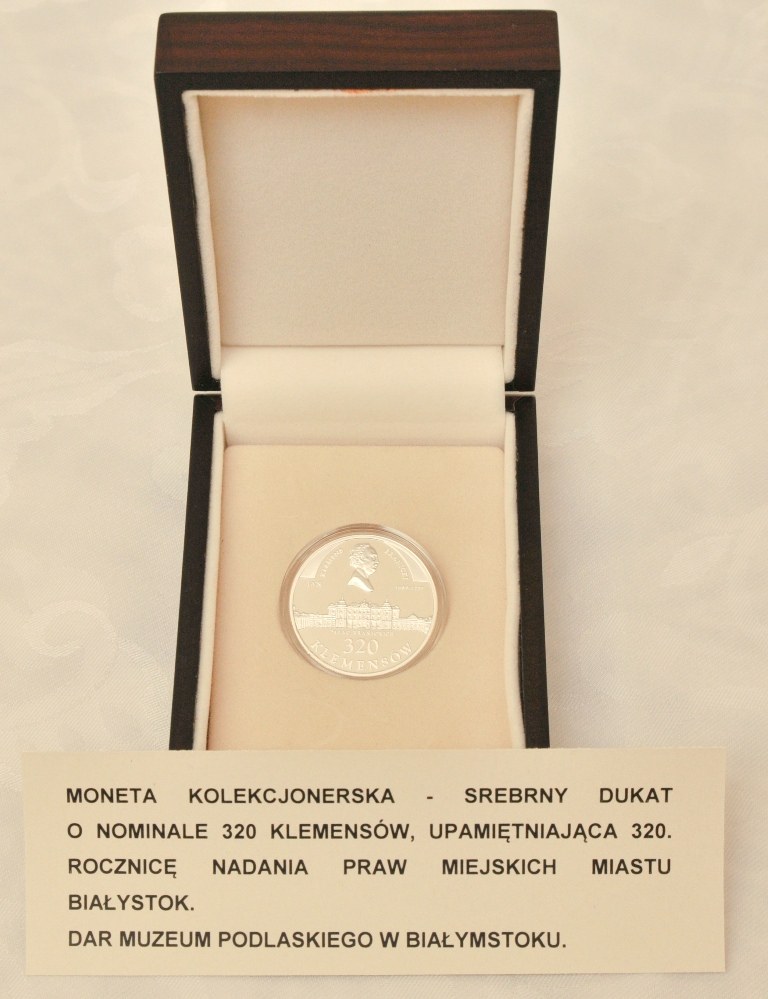 320
KLEMENSÓW
MONETA KOLEKCJONERSKA - SREBRNY DUKAT
O NOMINALE 320 KLEMENSÓW, UPAMIĘTNIAJĄCA 320.
ROCZNICĘ NADANIA PRAW MIEJSKICH MIASTU
BIAŁYSTOK.
DAR MUZEUM PODLASKIEGO W BIAŁYMSTOKU.